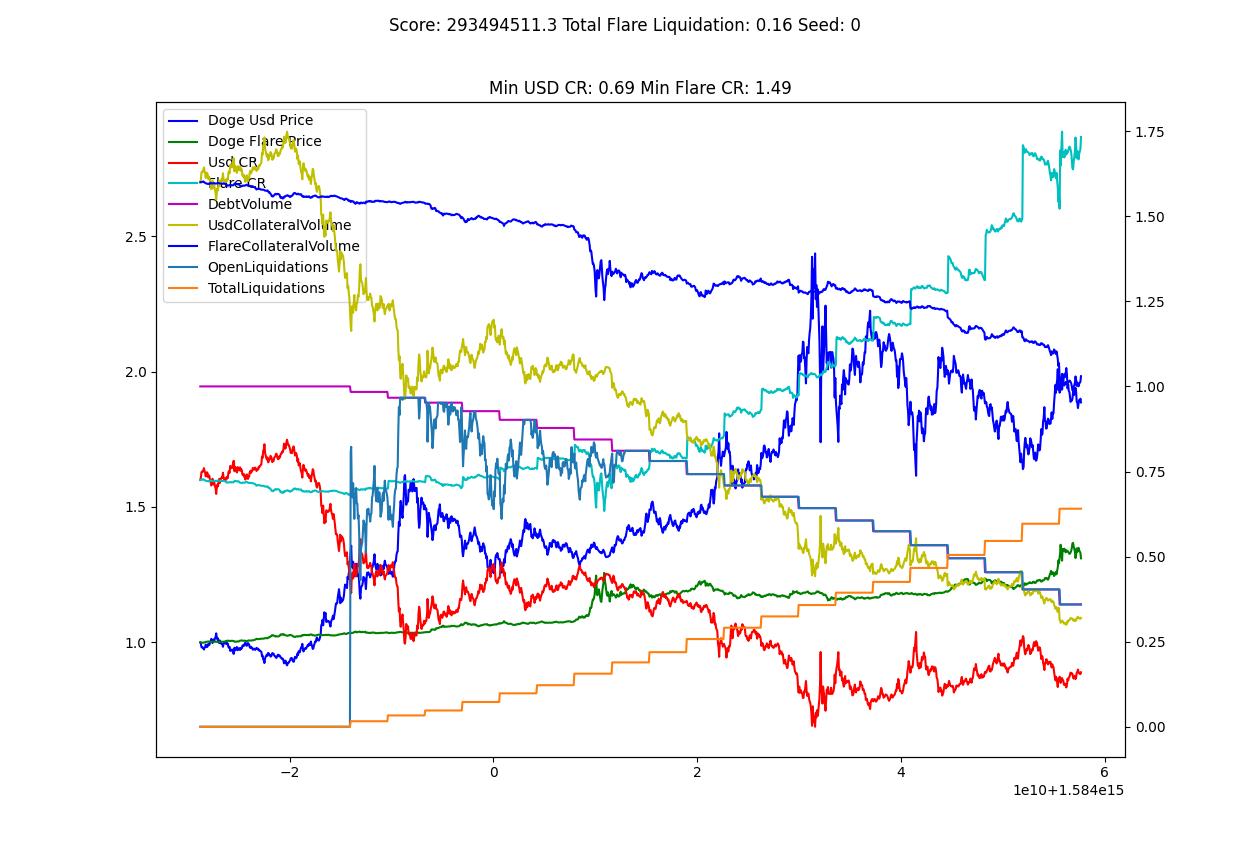 Score: 293494511.3 Total Flare Liquidation: 0.16 Seed: 0
Min USD CR: 0.69 Min Flare CR: 1.49
Doge Usd Price
Doge Flare Price
Usd CR
Flare CR
DebtVolume
UsdCollateralVolume
FlareCollateralVolume
OpenLiquidations
TotalLiquidations
2.5
2.0
1.5
1.0
1.75
1.50
1.25
1.00
0.75
0.50
0.25
0.00
−2
0
2
4
6
1e10+1.584e15